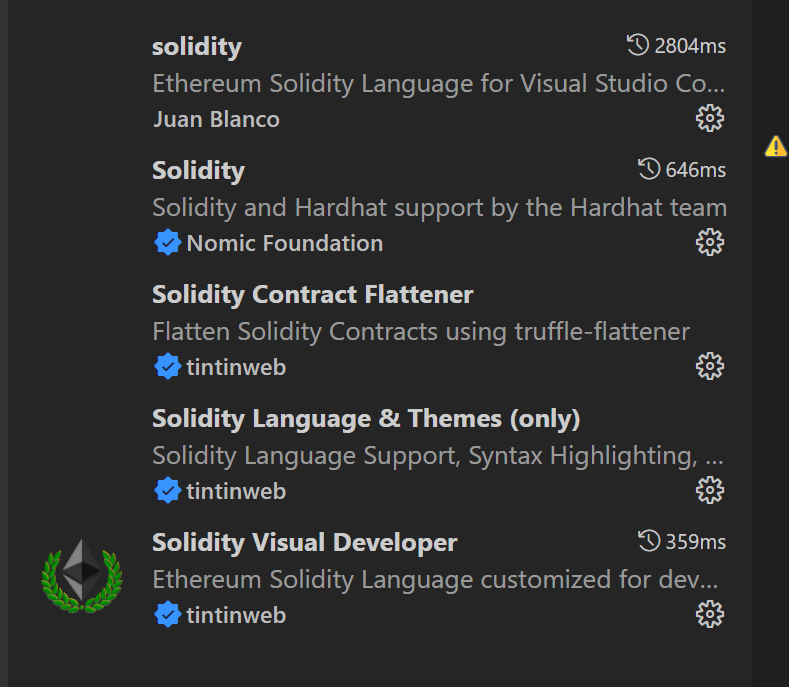 solidity 2804ms
Ethereum Solidity Language for Visual Studio Co...
Juan Blanco
Solidity 646ms
Solidity and Hardhat support by the Hardhat team
Nomic Foundation
Solidity Contract Flattener
Flatten Solidity Contracts using truffle-flattener
tintinweb
Solidity Language & Themes (only)
Solidity Language Support, Syntax Highlighting, ...
tintinweb
Solidity Visual Developer 359ms
Ethereum Solidity Language customized for dev...
tintinweb